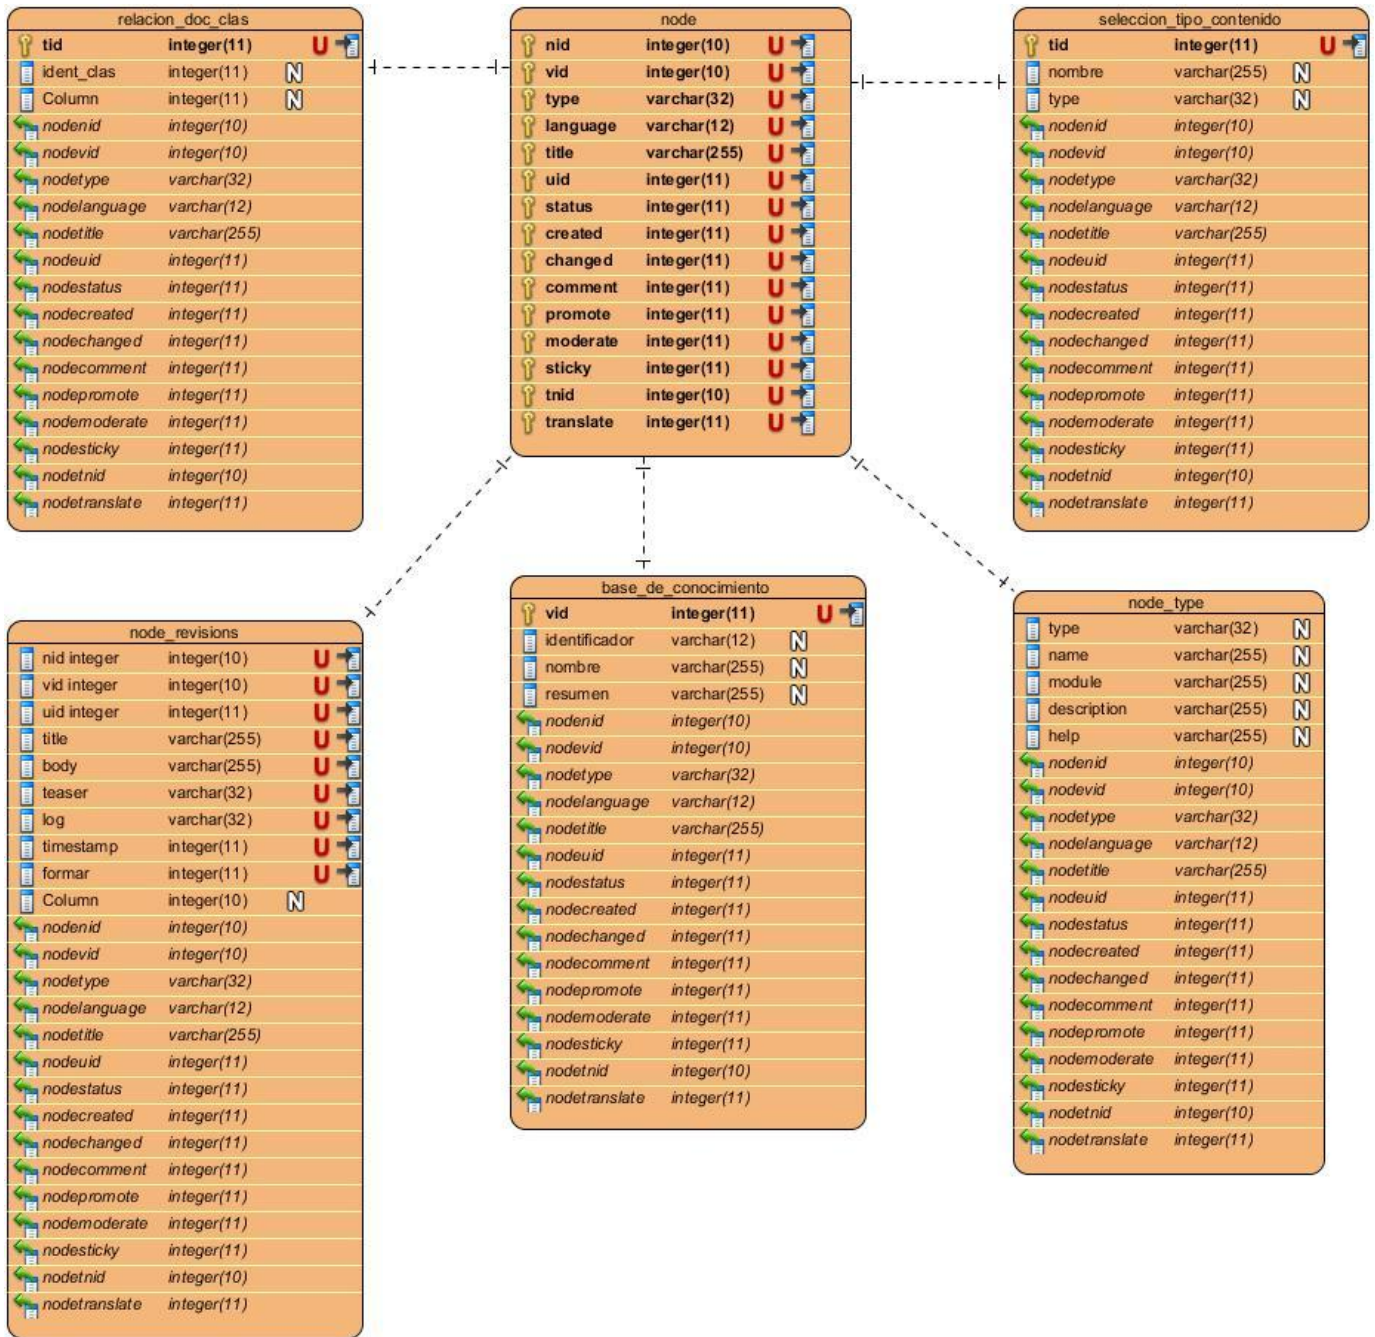 relacion_doc_clas
tid integer(11) U
ident_clas integer(11) N
Column integer(11) N
nodenid integer(10)
nodevid integer(10)
nodetype varchar(32)
nodelanguage varchar(12)
nodetitle varchar(255)
nodeuid integer(11)
nodestatus integer(11)
nodecreated integer(11)
nodechanged integer(11)
nodecomment integer(11)
nodepromote integer(11)
nodemoderate integer(11)
nodesticky integer(11)
nodetnid integer(10)
nodetranslate integer(11)
node
nid integer(10) U
vid integer(10) U
type varchar(32) U
language varchar(12) U
title varchar(255) U
uid integer(11) U
status integer(11) U
created integer(11) U
changed integer(11) U
comment integer(11) U
promote integer(11) U
moderate integer(11) U
sticky integer(11) U
tnid integer(10) U
translate integer(11) U
seleccion_tipo_contenido
tid integer(11) U
nombre varchar(255) N
type varchar(32) N
nodenid integer(10)
nodevid integer(10)
nodetype varchar(32)
nodelanguage varchar(12)
nodetitle varchar(255)
nodeuid integer(11)
nodestatus integer(11)
nodecreated integer(11)
nodechanged integer(11)
nodecomment integer(11)
nodepromote integer(11)
nodemoderate integer(11)
nodesticky integer(11)
nodetnid integer(10)
nodetranslate integer(11)
node_revisions
nid integer integer(10) U
vid integer integer(10) U
uid integer integer(11) U
title varchar(255) U
body varchar(255) U
teaser varchar(32) U
log varchar(32) U
timestamp integer(11) U
formar integer(11) U
Column integer(10) N
nodenid integer(10)
nodevid integer(10)
nodetype varchar(32)
nodelanguage varchar(12)
nodetitle varchar(255)
nodeuid integer(11)
nodestatus integer(11)
nodecreated integer(11)
nodechanged integer(11)
nodecomment integer(11)
nodepromote integer(11)
nodemoderate integer(11)
nodesticky integer(11)
nodetnid integer(10)
nodetranslate integer(11)
base_de_conocimiento
vid integer(11) U
identificador varchar(12) N
nombre varchar(255) N
resumen varchar(255) N
nodenid integer(10)
nodevid integer(10)
nodetype varchar(32)
nodelanguage varchar(12)
nodetitle varchar(255)
nodeuid integer(11)
nodestatus integer(11)
nodecreated integer(11)
nodechanged integer(11)
nodecomment integer(11)
nodepromote integer(11)
nodemoderate integer(11)
nodesticky integer(11)
nodetnid integer(10)
nodetranslate integer(11)
node_type
type varchar(32) N
name varchar(255) N
module varchar(255) N
description varchar(255) N
help varchar(255) N
nodenid integer(10)
nodevid integer(10)
nodetype varchar(32)
nodelanguage varchar(12)
nodetitle varchar(255)
nodeuid integer(11)
nodestatus integer(11)
nodecreated integer(11)
nodechanged integer(11)
nodecomment integer(11)
nodepromote integer(11)
nodemoderate integer(11)
nodesticky integer(11)
nodetnid integer(10)
nodetranslate integer(11)